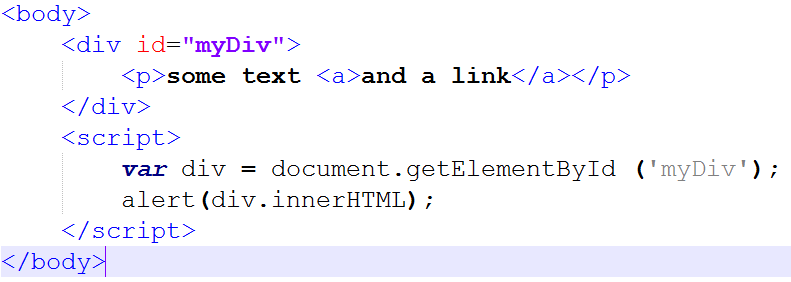 <body>
<div id="myDiv">
<p>some text <a>and a link</a></p>
</div>
<script>
var div = document.getElementById ('myDiv');
alert(div.innerHTML);
</script>
</body>